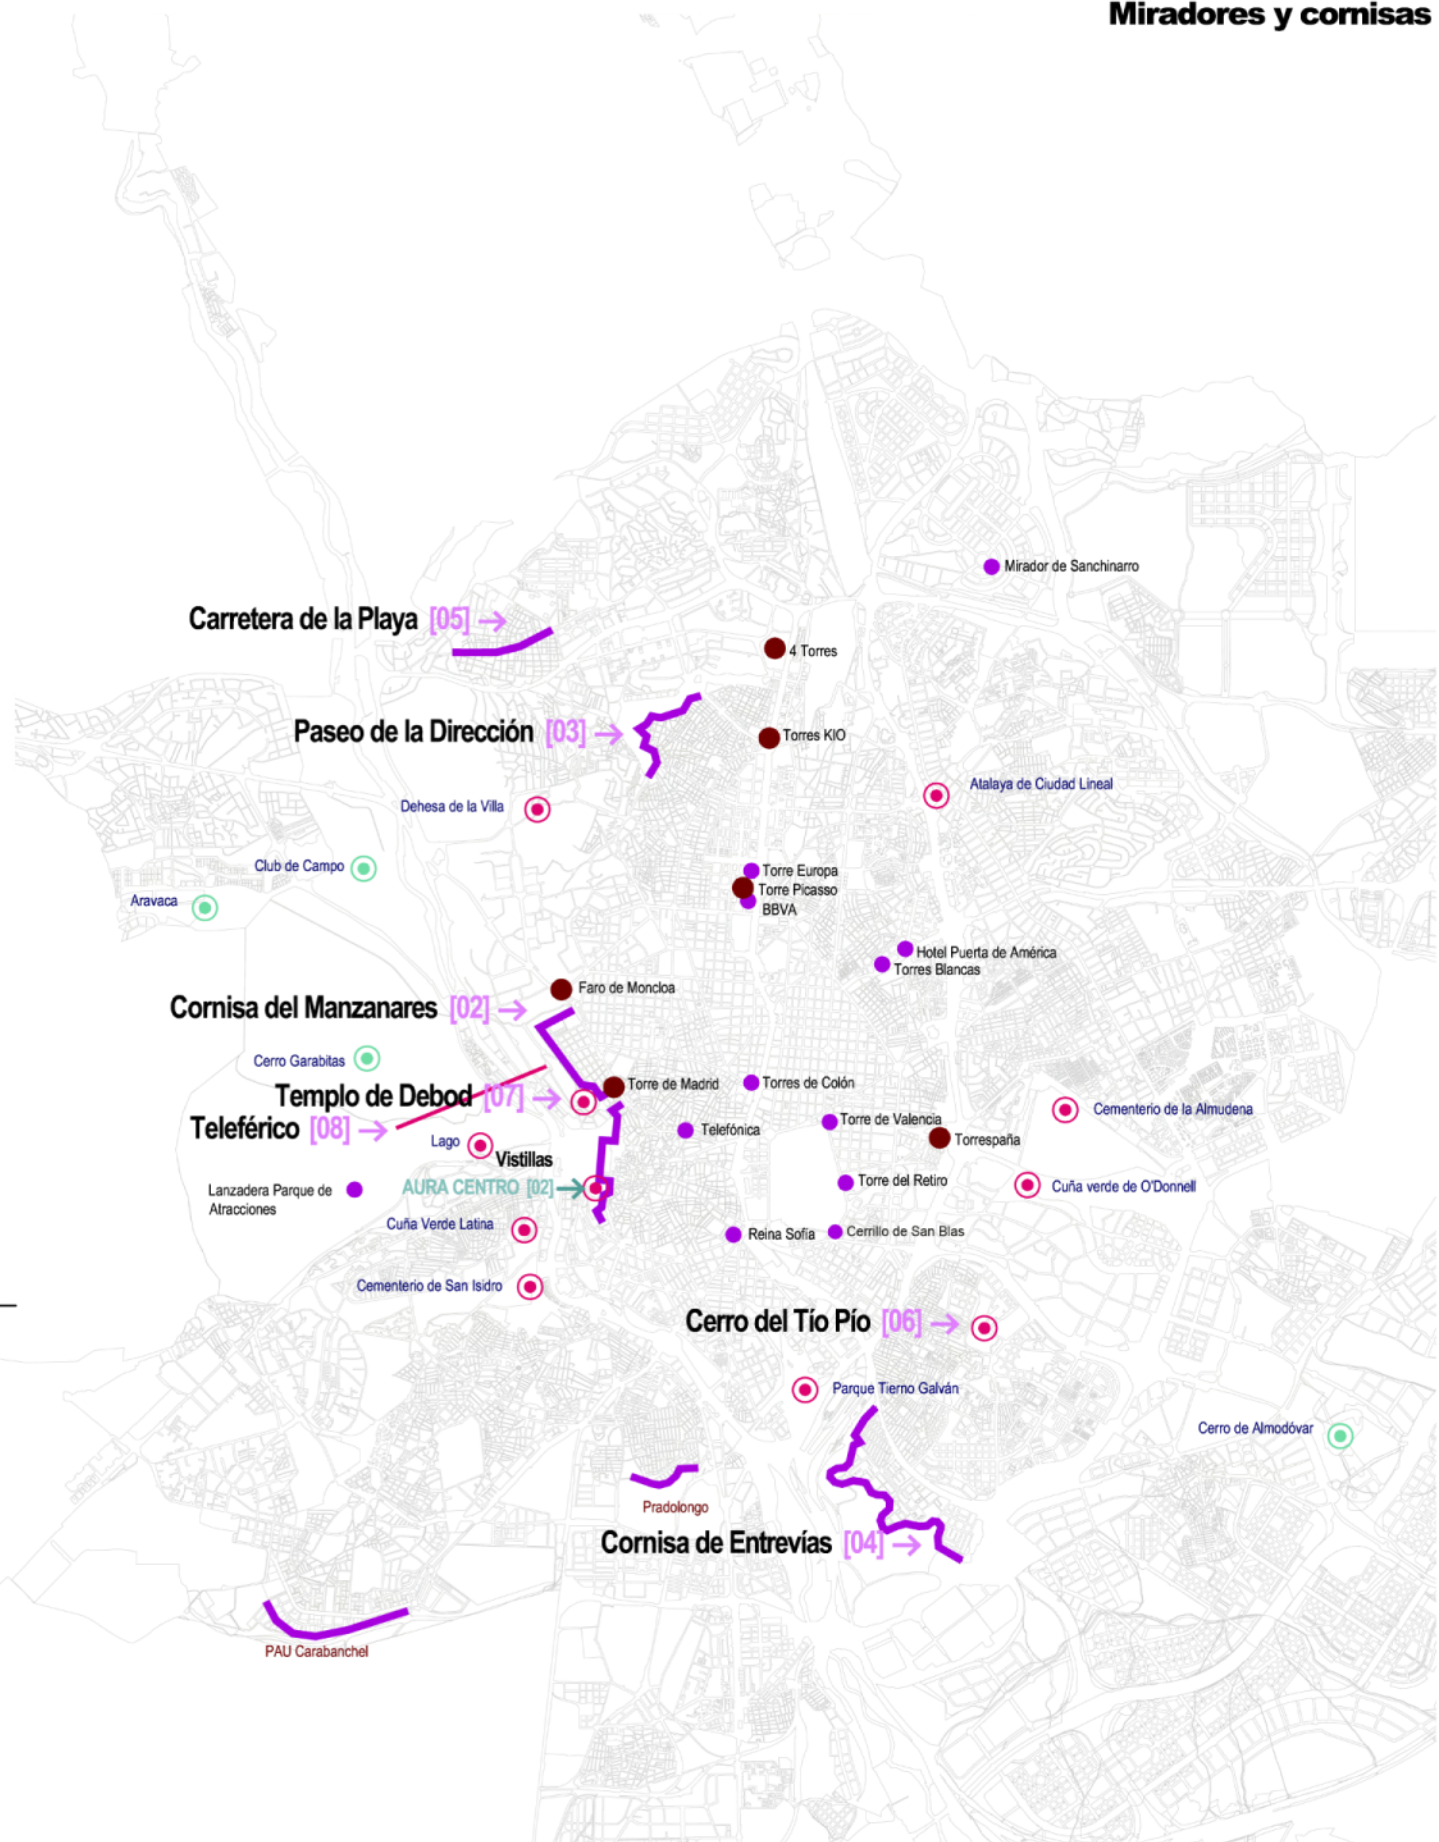 Miradores y cornisas
Mirador de Sanchinarro
Carretera de la Playa [05]
4 Torres
Paseo de la Dirección [03]
Torres KIO
Atalaya de Ciudad Lineal
Dehesa de la Villa
Club de Campo
Torre Europa
Torre Picasso
BBVA
Aravaca
Hotel Puerta de América
Torres Blancas
Faro de Moncloa
Cornisa del Manzanares [02]
Cerro Garabitas
Templo de Debod [07]
Torre de Madrid
Torres de Colón
Cementerio de la Almudena
Teleférico [08]
Telefónica
Torre de Valencia
Torrespaña
Lago
Vistillas
AURA CENTRO [02]
Torre del Retiro
Cuña verde de O'Donnell
Lanzadera Parque de
Atracciones
Cuña Verde Latina
Reina Sofía
Cerrillo de San Blas
Cementerio de San Isidro
Cerro del Tío Pío [06]
Parque Tierno Galván
Cerro de Almodóvar
Pradolongo
Cornisa de Entrevías [04]
PAU Carabanchel